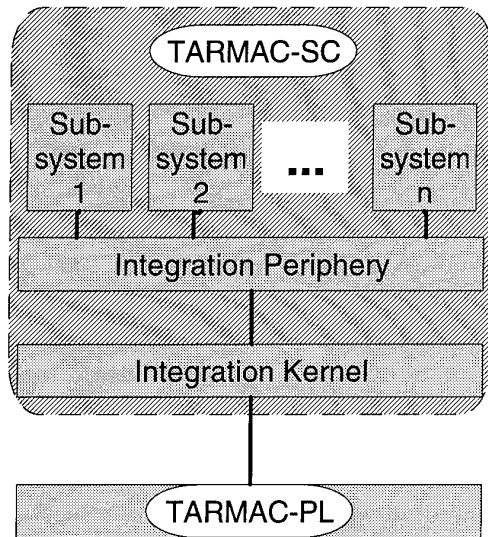 TARMAC-SC
Sub-
system
1
Sub-
system
2
...
Sub-
system
n
Integration Periphery
Integration Kernel
TARMAC-PL